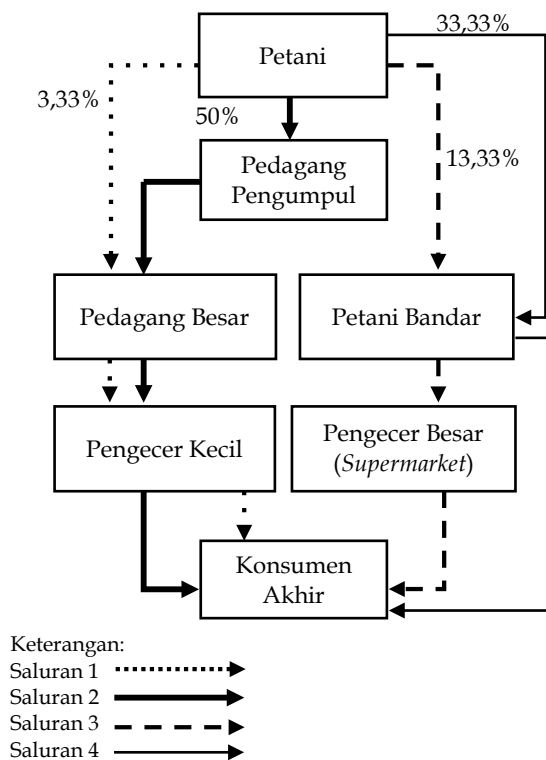 33,33%
Petani
3,33%
50%
13,33%
Pedagang
Pengumpul
Pedagang Besar
Petani Bandar
Pengecer Kecil
Pengecer Besar
(Supermarket)
Konsumen
Akhir
Keterangan:
Saluran 1
Saluran 2
Saluran 3
Saluran 4